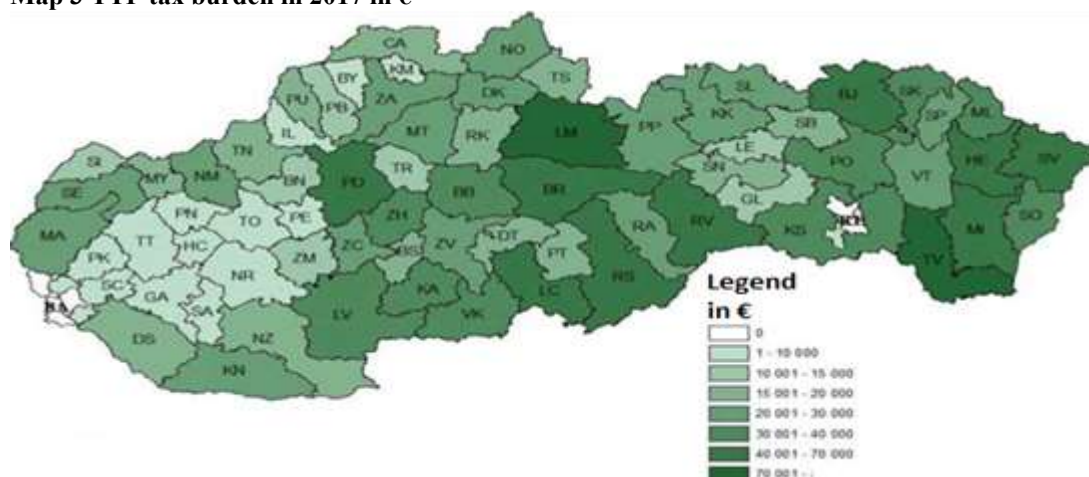 Map 3 PTP tax burden in 2017 in €
CA
NO
KM
BY
TS
PU
PB
ZA
DK
SL
BJ
SK
IL
MT
RK
LM
PP
KK
SP
ML
SB
TN
LE
SI
BN
PD
TR
SN
PO
HE
SV
MY
NM
BB
BR
VT
SE
GL
PN
TO
PE
ZH
RV
KS
SO
MA
TT
HC
ZC
ZV
RA
MI
PK
NR
ZM
BS
DT
PT
TV
SC
GA
SA
LV
KA
LC
RS
BA
VK
DS
NZ
KN
Legend
in €
0
1 - 10 000
10 001 - 15 000
15 001 - 20 000
20 001 - 30 000
30 001 - 40 000
40 001 - 70 000
70 001 - .